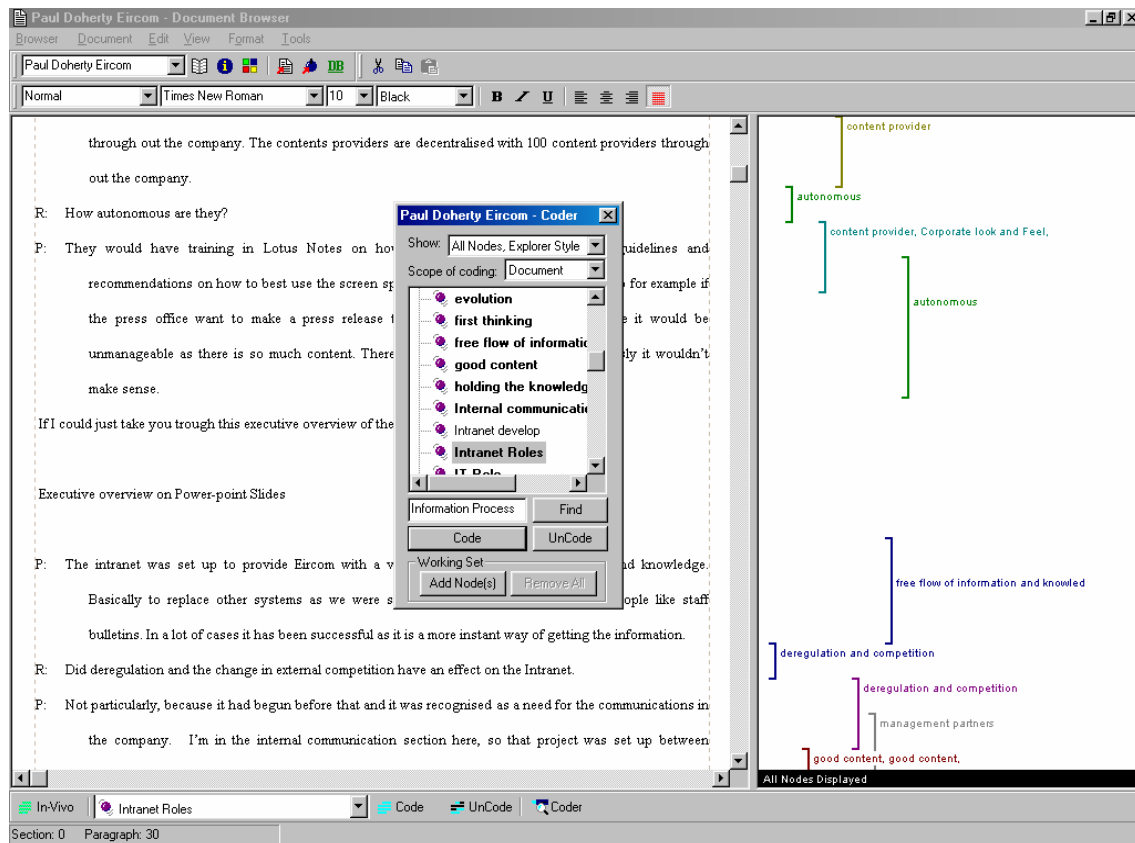 Paul Doherty Eircom - Document Browser
Browser Document Edit View Format Tools
Paul Doherty Eircom DB
Normal Times New Roman 10 Black B I U
through out the company. The contents providers are decentralised with 100 content providers through
out the company.
R: How autonomous are they?
P: They would have training in Lotus Notes on how guidelines and
recommendations on how to best use the screen for example if
the press office want to make a press release it would be
unmanageable as there is so much content. There it wouldn't
make sense.
If I could just take you trough this executive overview of the
Executive overview on Power-point Slides
P: The intranet was set up to provide Eircom with a knowledge.
Basically to replace other systems as we were like staff
bulletins. In a lot of cases it has been successful as it is a more instant way of getting the information.
R: Did deregulation and the change in external competition have an effect on the Intranet.
P: Not particularly, because it had begun before that and it was recognised as a need for the communications in
the company. I'm in the internal communication section here, so that project was set up between
Paul Doherty Eircom - Coder
Show: All Nodes, Explorer Style
Scope of coding: Document
evolution
first thinking
free flow of informatic
good content
holding the knowledg
Internal communicatio
Intranet develop
Intranet Roles
IT Role
Information Process Find
Code UnCode
Working Set
Add Node(s) Remove All
content provider
autonomous
content provider, Corporate look and Feel,
autonomous
free flow of information and knowled
deregulation and competition
deregulation and competition
management partners
good content, good content,
All Nodes Displayed
In-Vivo Intranet Roles Code UnCode Coder
Section: 0 Paragraph: 30